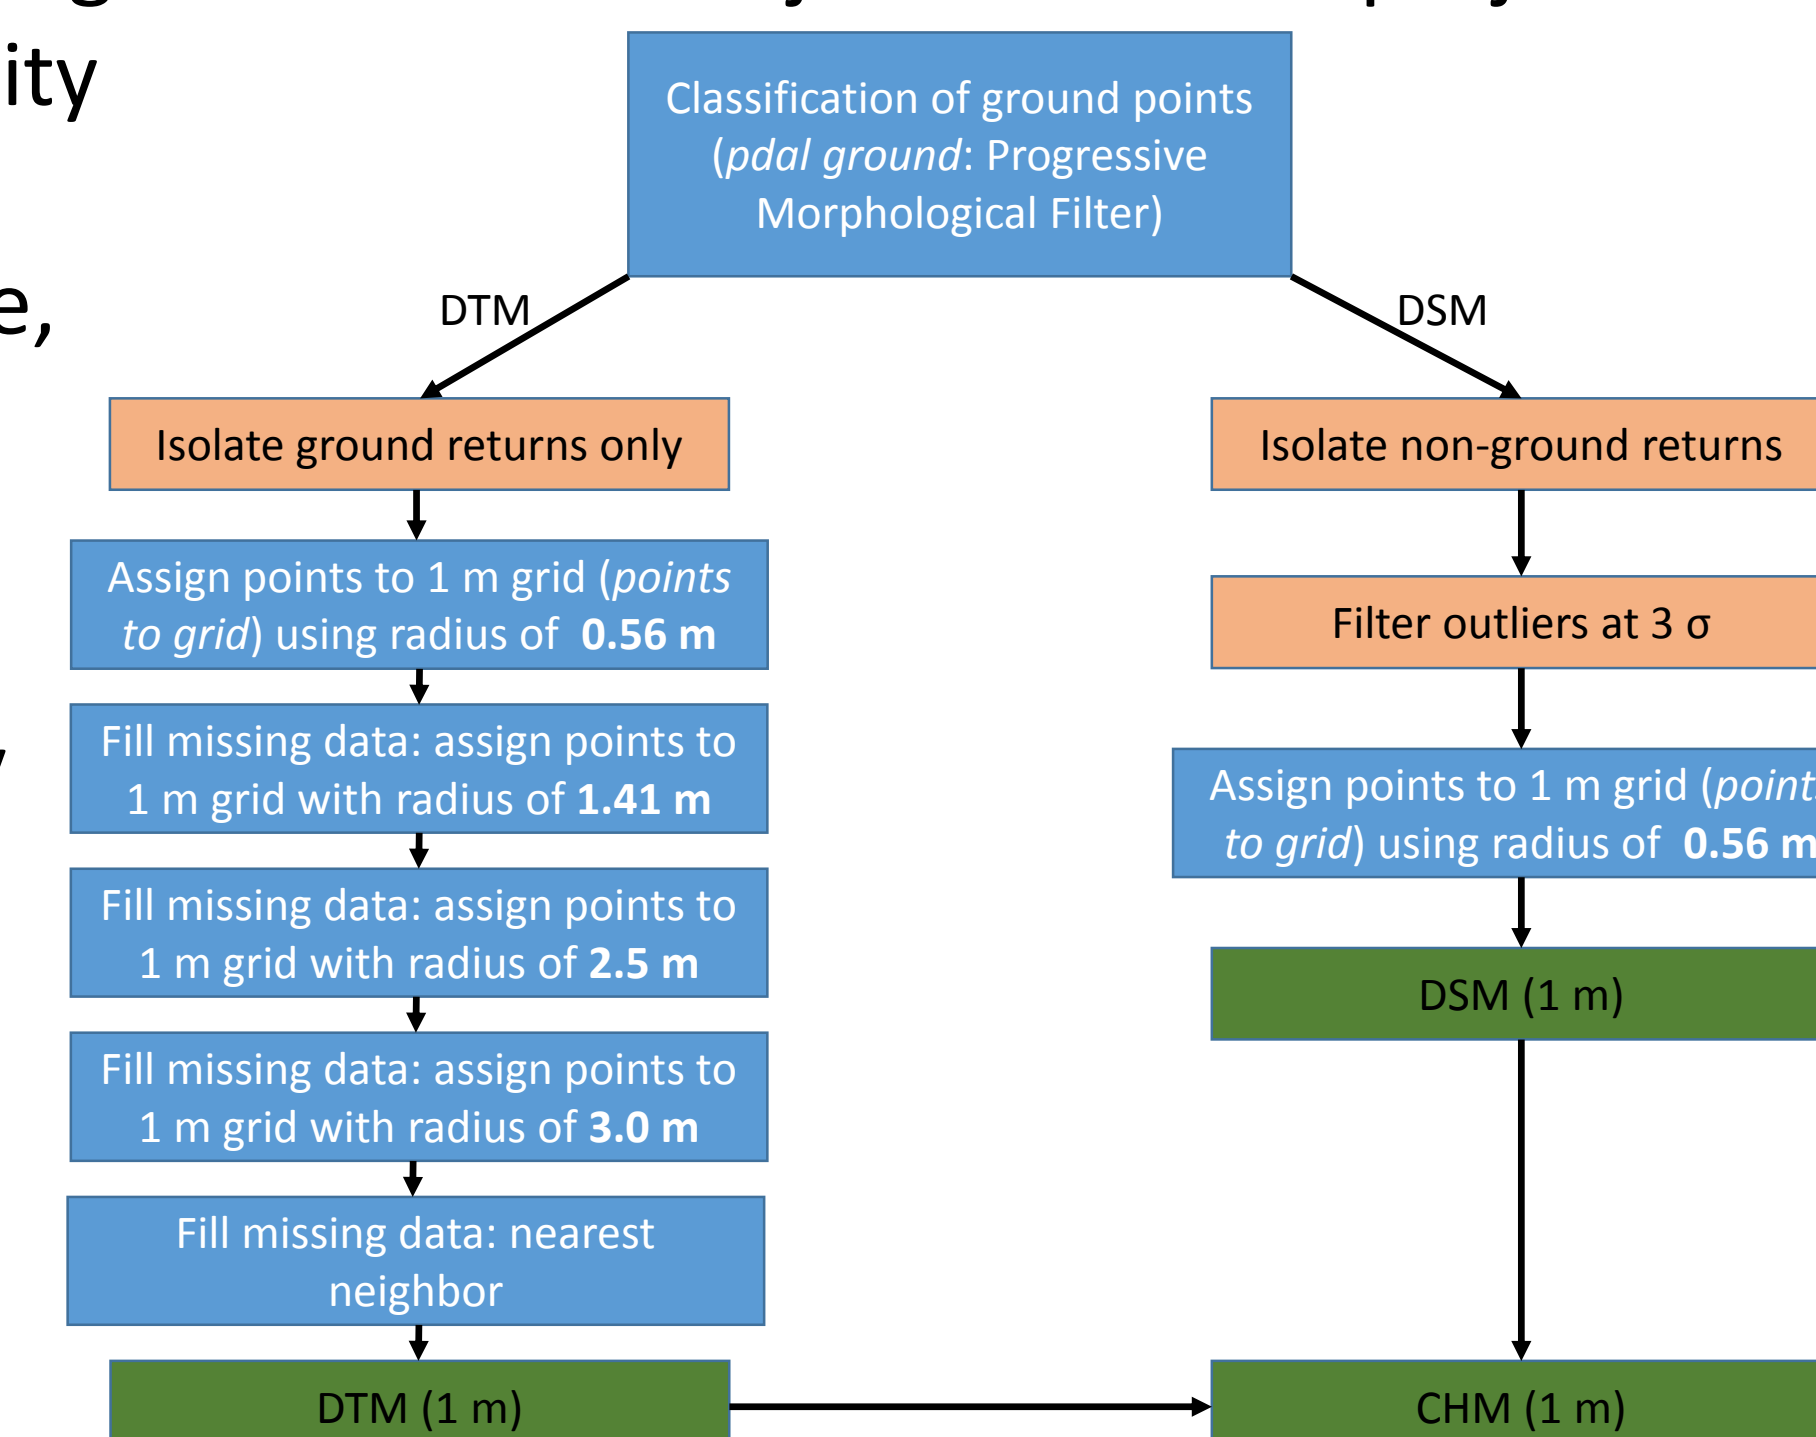 ity
e,
Classification of ground points
(pdal ground: Progressive
Morphological Filter)
DTM
DSM
Isolate ground returns only
Assign points to 1 m grid (points
to grid) using radius of 0.56 m
Fill missing data: assign points to
1 m grid with radius of 1.41 m
Fill missing data: assign points to
1 m grid with radius of 2.5 m
Fill missing data: assign points to
1 m grid with radius of 3.0 m
Fill missing data: nearest
neighbor
DTM (1 m)
Isolate non-ground returns
Filter outliers at 3 σ
Assign points to 1 m grid (point
to grid) using radius of 0.56 m
DSM (1 m)
CHM (1 m)